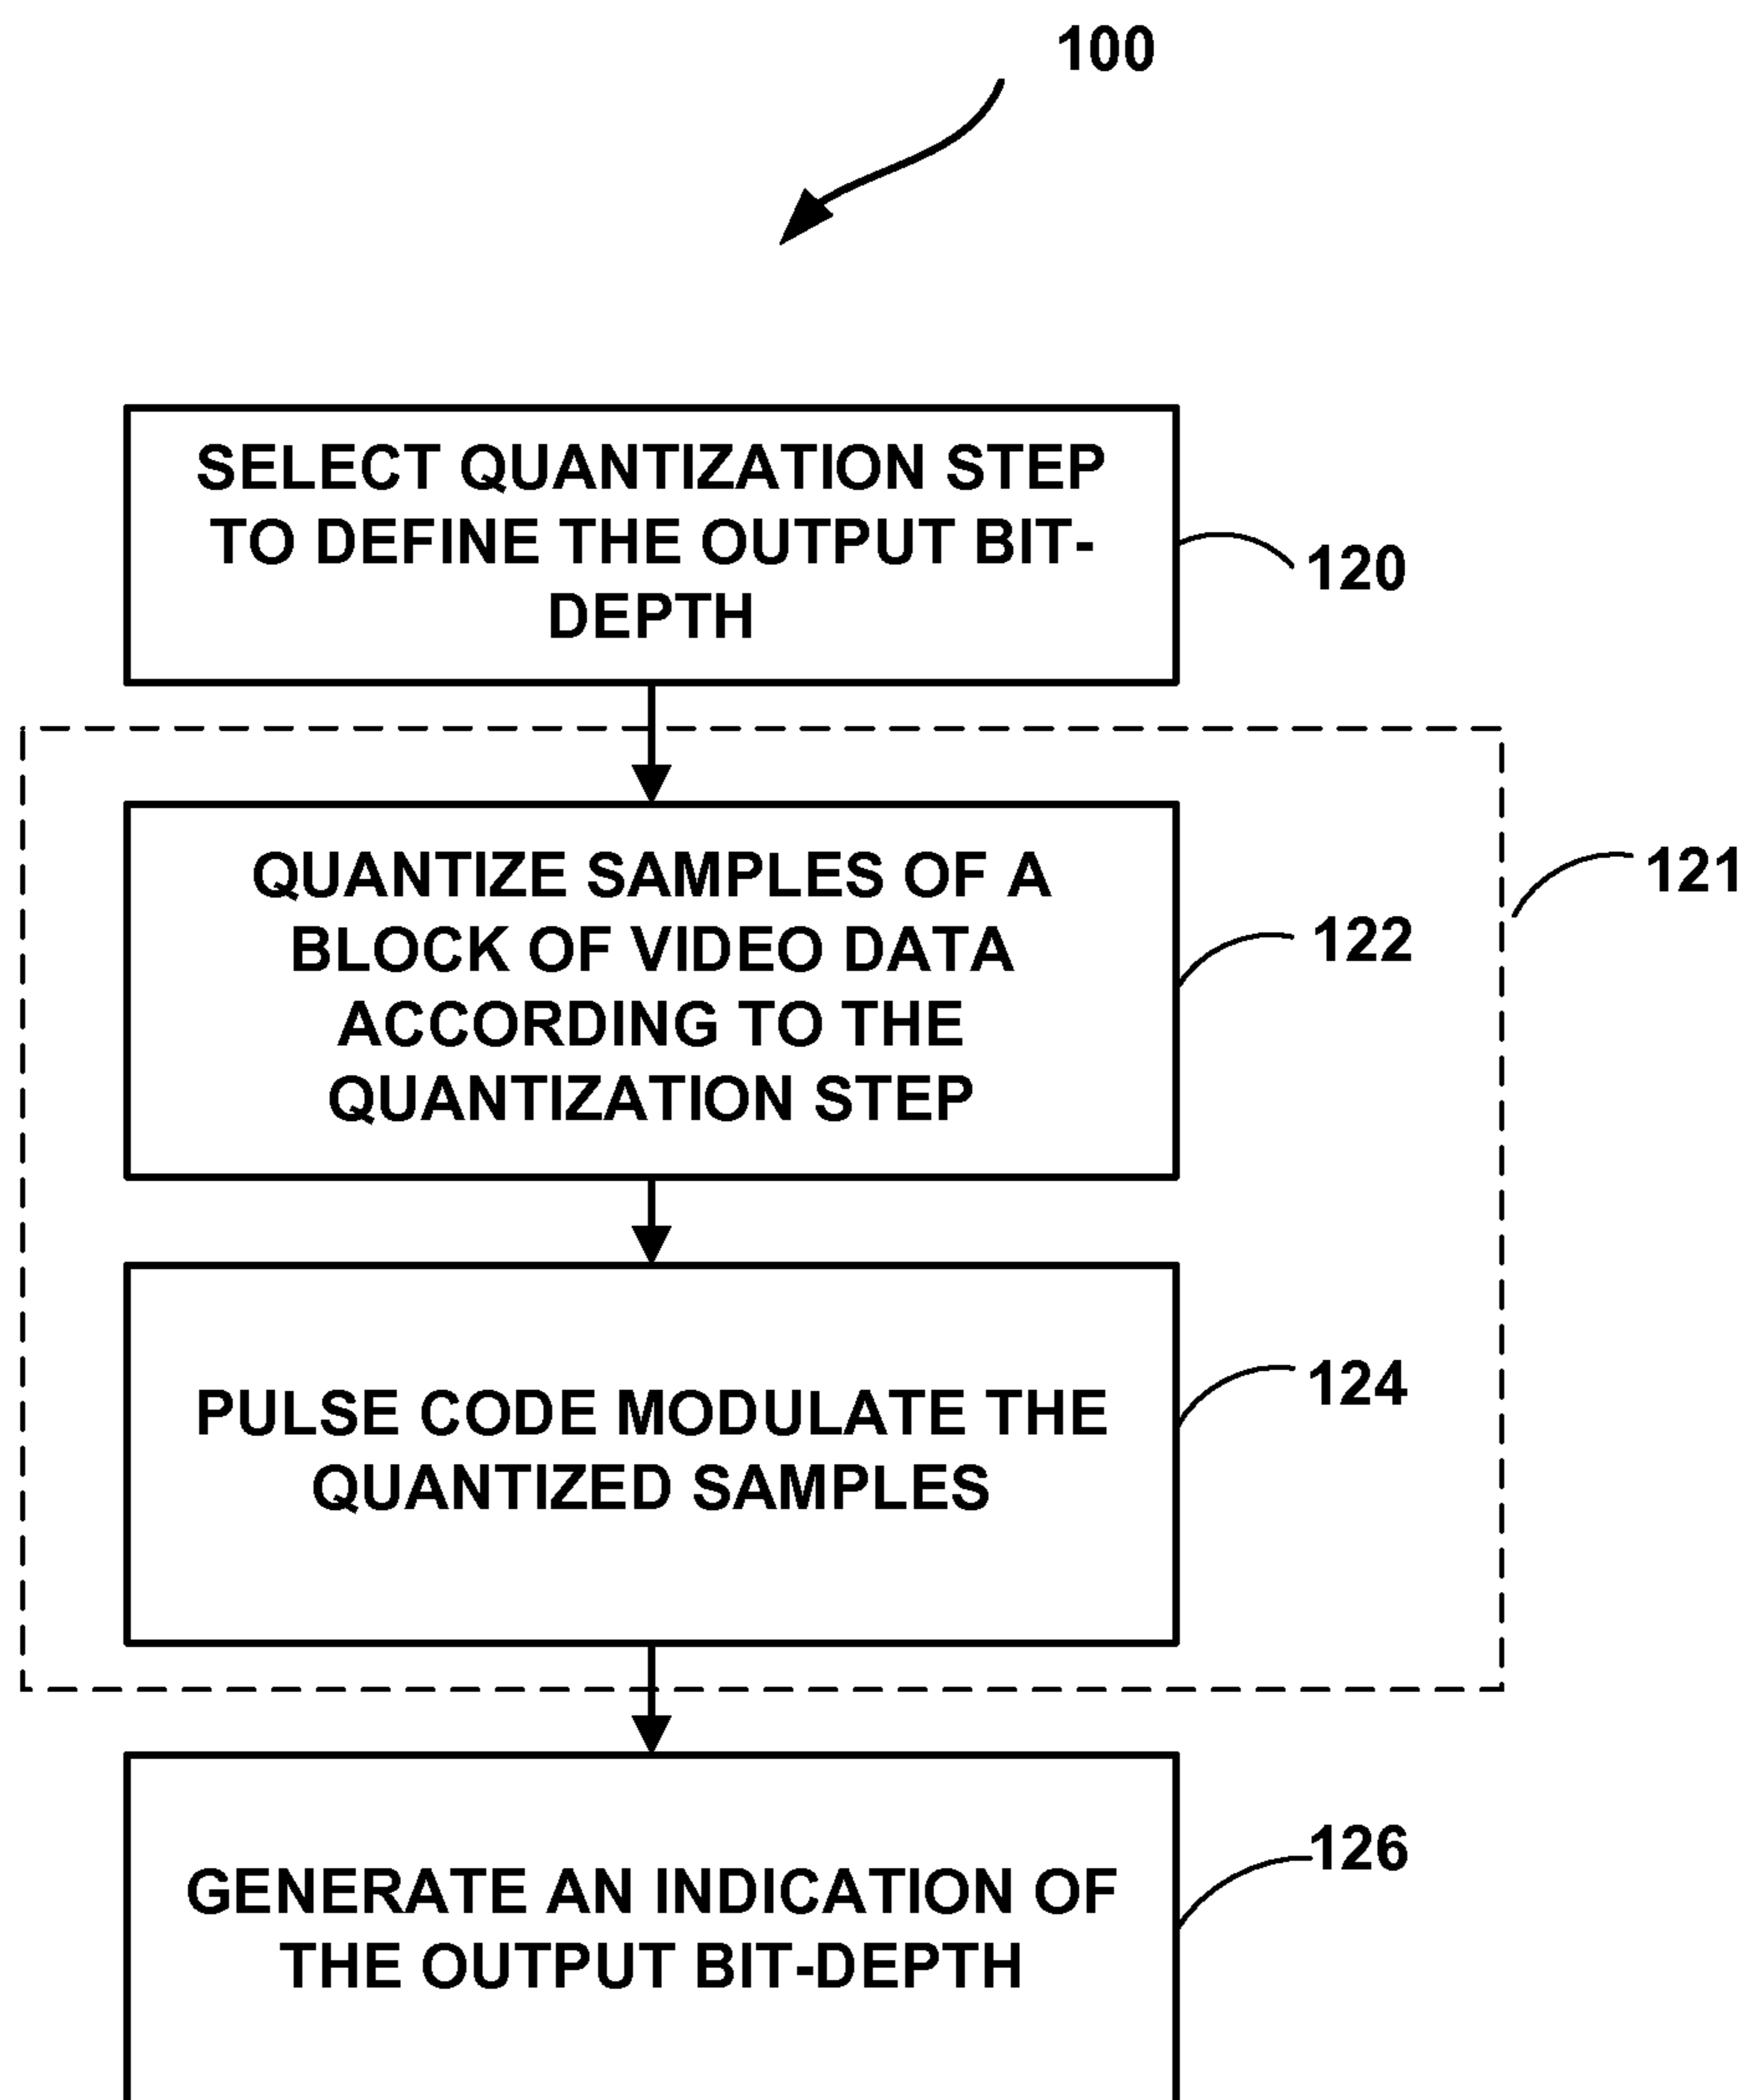 100
SELECT QUANTIZATION STEP
TO DEFINE THE OUTPUT BIT-
DEPTH
120
QUANTIZE SAMPLES OF A
BLOCK OF VIDEO DATA
ACCORDING TO THE
QUANTIZATION STEP
121
122
PULSE CODE MODULATE THE
QUANTIZED SAMPLES
124
GENERATE AN INDICATION OF
THE OUTPUT BIT-DEPTH
126